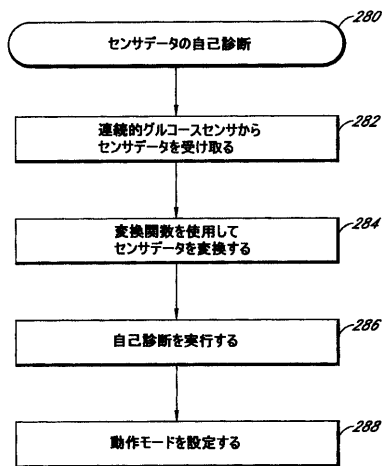 280
センサデータの自己診断
282
連続的グルコースセンサから
センサデータを受け取る
284
変換関数を使用して
センサデータを変換する
286
自己診断を実行する
288
動作モードを設定する